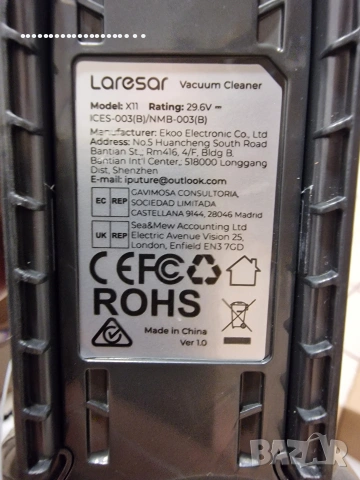 Laresar Vacuum Cleaner
Model: X11 Rating: 29.6V ⎓
ICES-003(B)/NMB-003(B)
Manufacturer: Ekoo Electronic Co., Ltd
Address: No.5 Huancheng South Road
Bantian St., Rm416, 4/F, Bldg B,
Bantian Int'l Center, 518000 Longgang
Dist, Shenzhen
E-mail: iputure@outlook.com
EC REP GAVIMOSA CONSULTORIA,
SOCIEDAD LIMITADA
CASTELLANA 9144, 28046 Madrid
UK REP Sea&Mew Accounting Ltd
Electric Avenue Vision 25,
London, Enfield EN3 7GD
CE FC
ROHS
Made in China
Ver 1.0
BAZAR